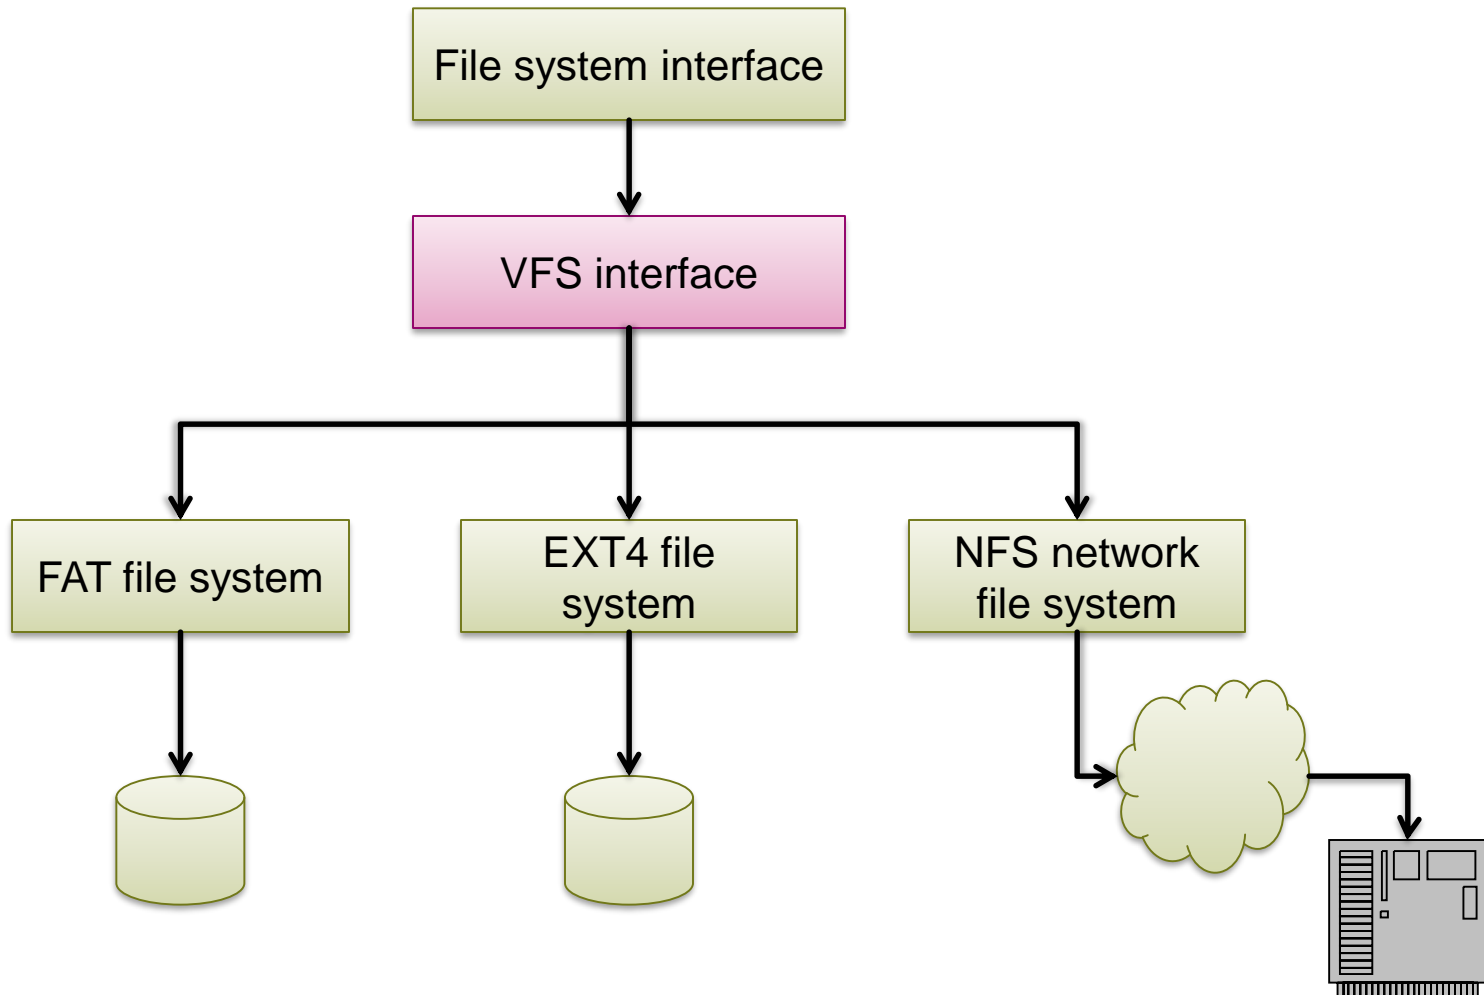 File system interface
VFS interface
FAT file system
EXT4 file
system
NFS network
file system